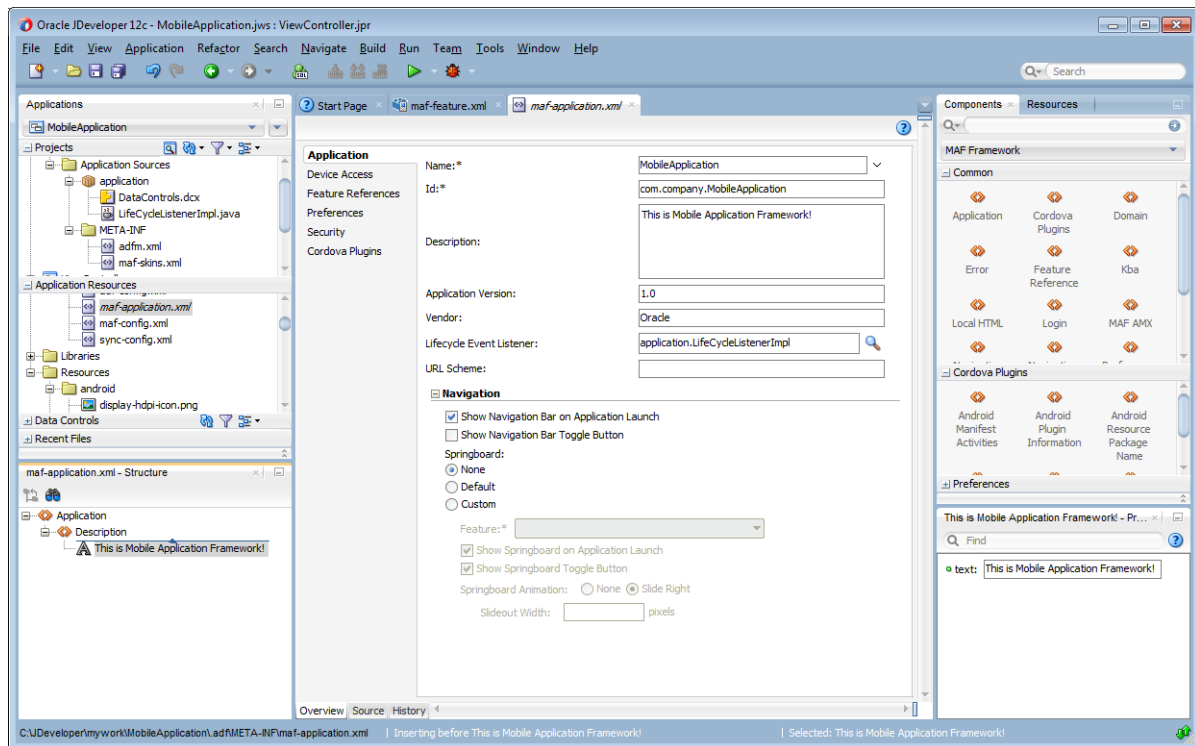 Oracle JDeveloper 12c - MobileApplication.jws : ViewController.jpr
File Edit View Application Refactor Search Navigate Build Run Team Tools Window Help
Search
Applications
MobileApplication
Projects
Application Sources
application
DataControls.dcx
LifeCycleListenerImpl.java
META-INF
adfm.xml
maf-skins.xml
Application Resources
maf-application.xml
maf-config.xml
sync-config.xml
Libraries
Resources
android
display-hdpi-icon.png
Data Controls
Recent Files
maf-application.xml - Structure
Application
Description
This is Mobile Application Framework!
Start Page maf-feature.xml maf-application.xml
Application
Device Access
Feature References
Preferences
Security
Cordova Plugins
Name:* MobileApplication
Id:* com.company.MobileApplication
Description: This is Mobile Application Framework!
Application Version: 1.0
Vendor: Oracle
Lifecycle Event Listener: application.LifeCycleListenerImpl
URL Scheme:
Navigation
Show Navigation Bar on Application Launch
Show Navigation Bar Toggle Button
Springboard:
None
Default
Custom
Feature:*
Show Springboard on Application Launch
Show Springboard Toggle Button
Springboard Animation: None Slide Right
Slideout Width: pixels
Overview Source History
Components Resources
MAF Framework
Common
Application Cordova Plugins Domain
Error Feature Reference Kba
Local HTML Login MAF AMX
Cordova Plugins
Android Manifest Activities Android Plugin Information Android Resource Package Name
Preferences
This is Mobile Application Framework! - Pr...
Find
text: This is Mobile Application Framework!
C:\JDeveloper\mywork\MobileApplication\.adf\META-INF\maf-application.xml Inserting before This is Mobile Application Framework! Selected: This is Mobile Application Framework!